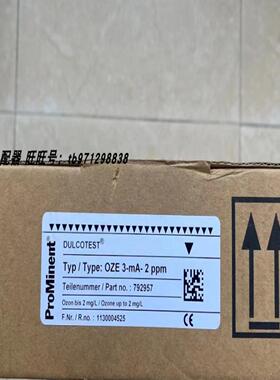 配器 旺旺号: tb971298838
ProMinent®
DULCOTEST®
Typ / Type: OZE 3-mA- 2 ppm
Teilenummer / Part no.: 792957
Ozon bis 2 mg/L / Ozone up to 2 mg/L
F.Nr. / R.no.: 1130004525